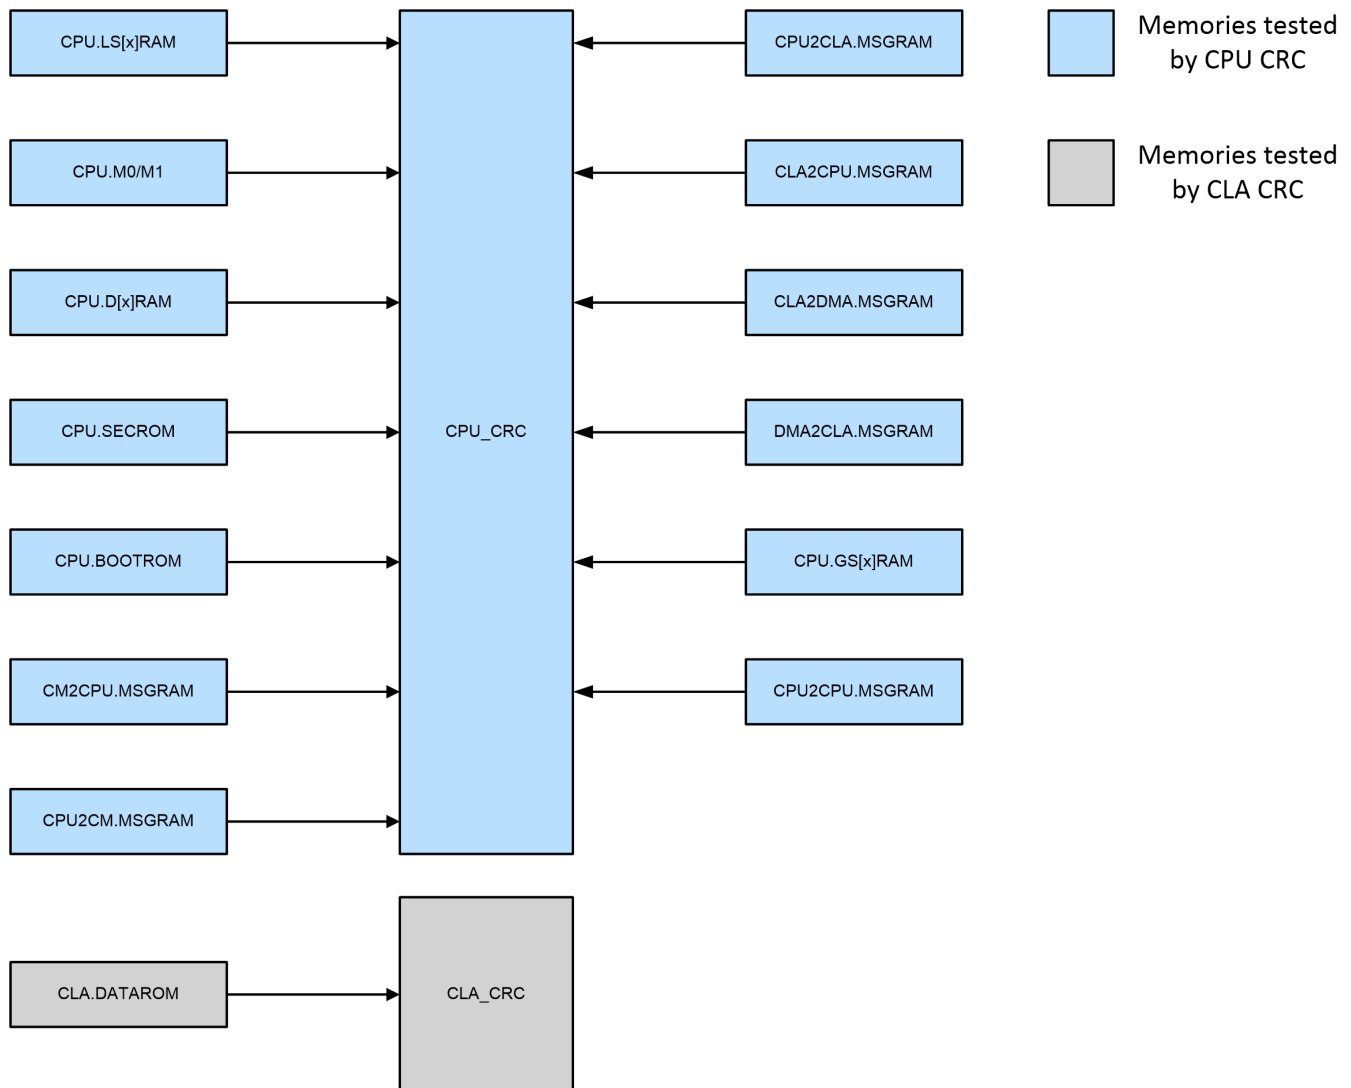 CPU.LS[x]RAM
CPU2CLA.MSGRAM
Memories tested
by CPU CRC
CPU.M0/M1
CLA2CPU.MSGRAM
Memories tested
by CLA CRC
CPU.D[x]RAM
CLA2DMA.MSGRAM
CPU.SECROM
CPU_CRC
DMA2CLA.MSGRAM
CPU.BOOTROM
CPU.GS[x]RAM
CM2CPU.MSGRAM
CPU2CPU.MSGRAM
CPU2CM.MSGRAM
CLA.DATAROM
CLA_CRC